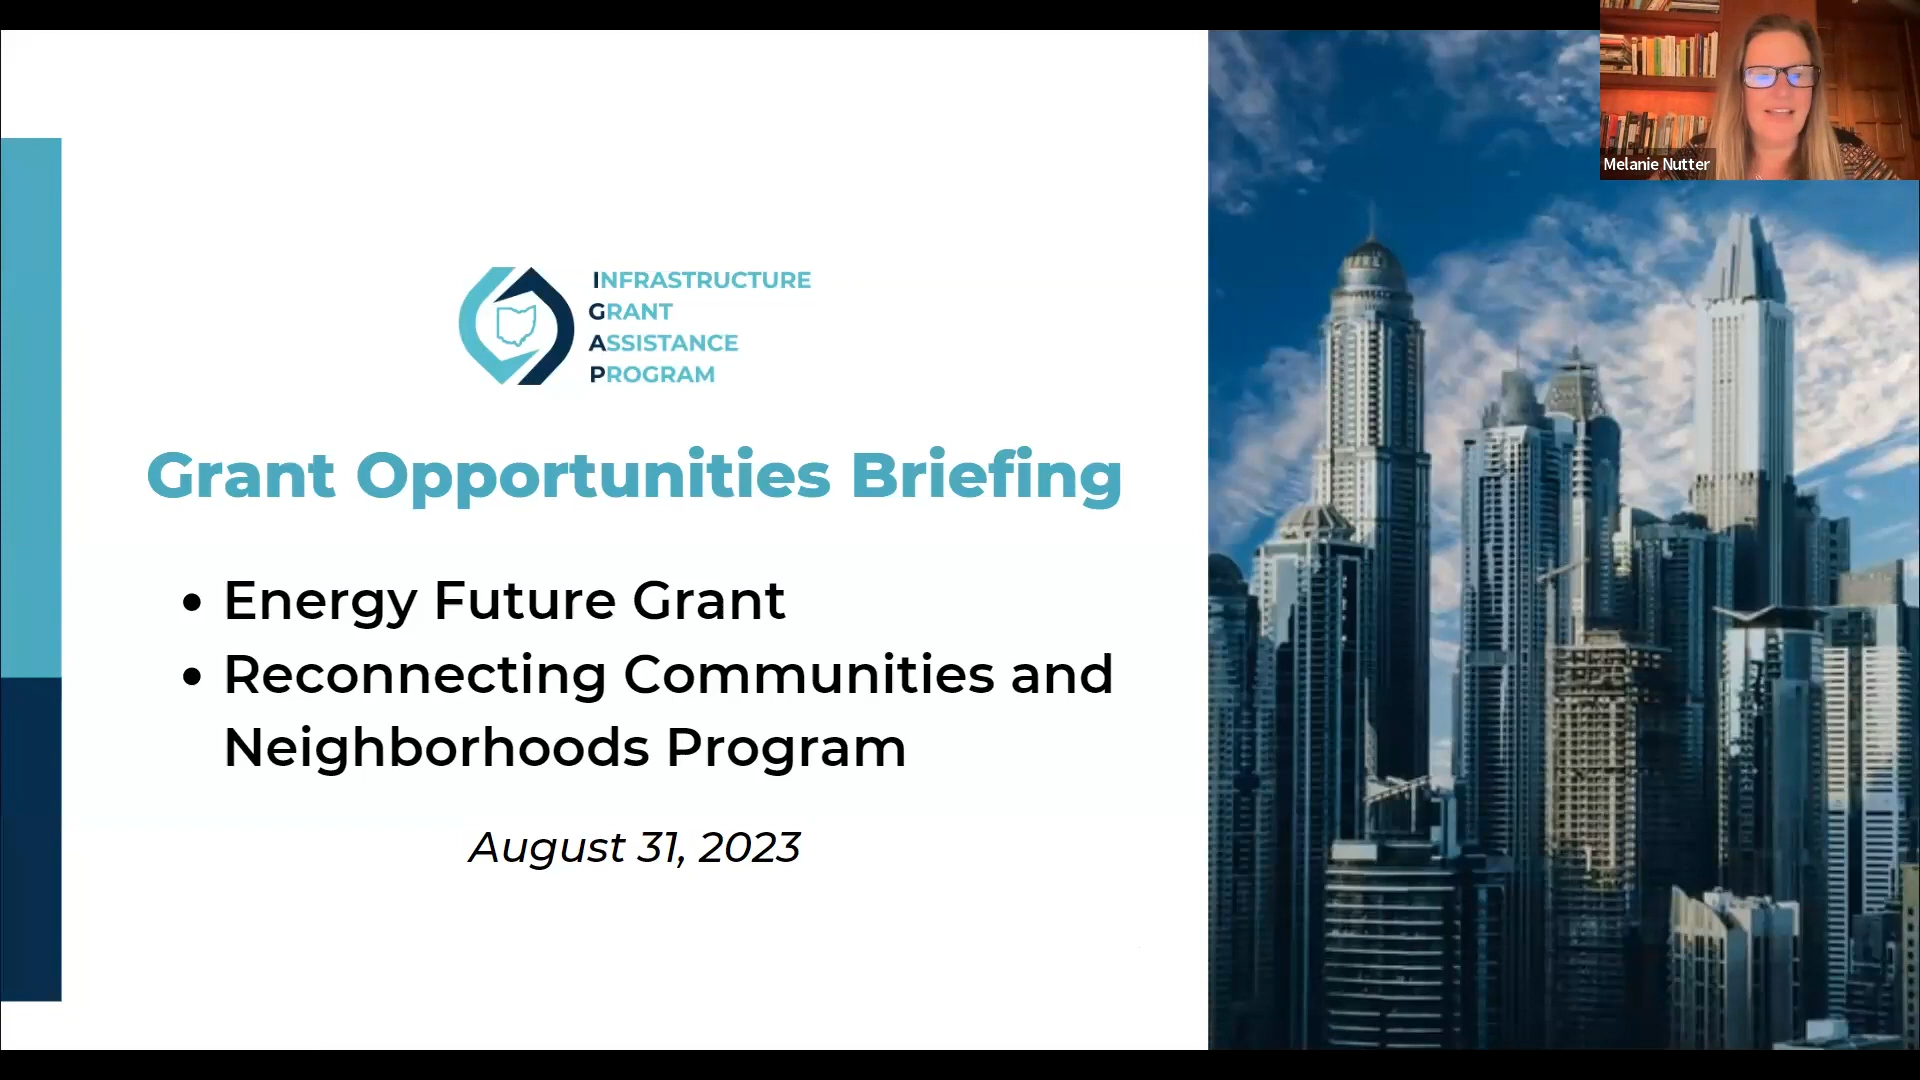 INFRASTRUCTURE
GRANT
ASSISTANCE
PROGRAM
Grant Opportunities Briefing
• Energy Future Grant
• Reconnecting Communities and
Neighborhoods Program
August 31, 2023
Melanie Nutter